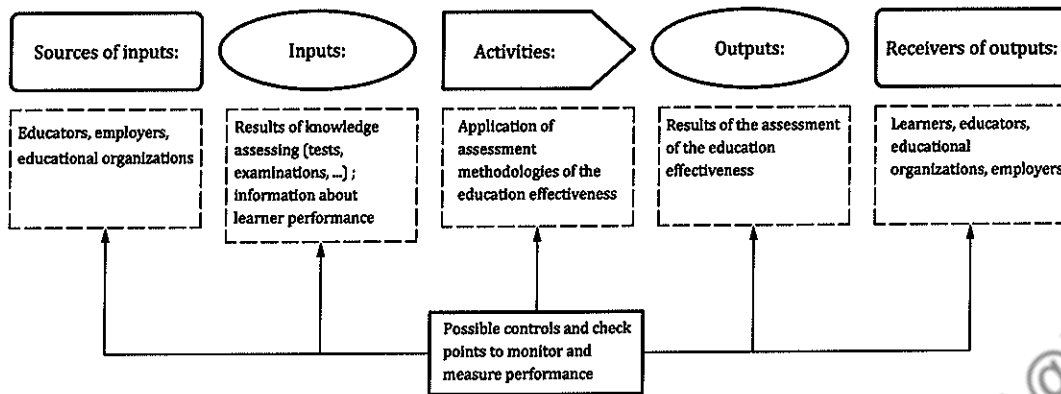 Sources of inputs:
Inputs:
Activities:
Outputs:
Receivers of outputs:
Educators, employers,
educational organizations
Results of knowledge
assessing (tests,
examinations, ...) ;
information about
learner performance
Application of
assessment
methodologies of the
education effectiveness
Results of the assessment
of the education
effectiveness
Learners, educators,
educational
organizations, employers
Possible controls and check
points to monitor and
measure performance
@